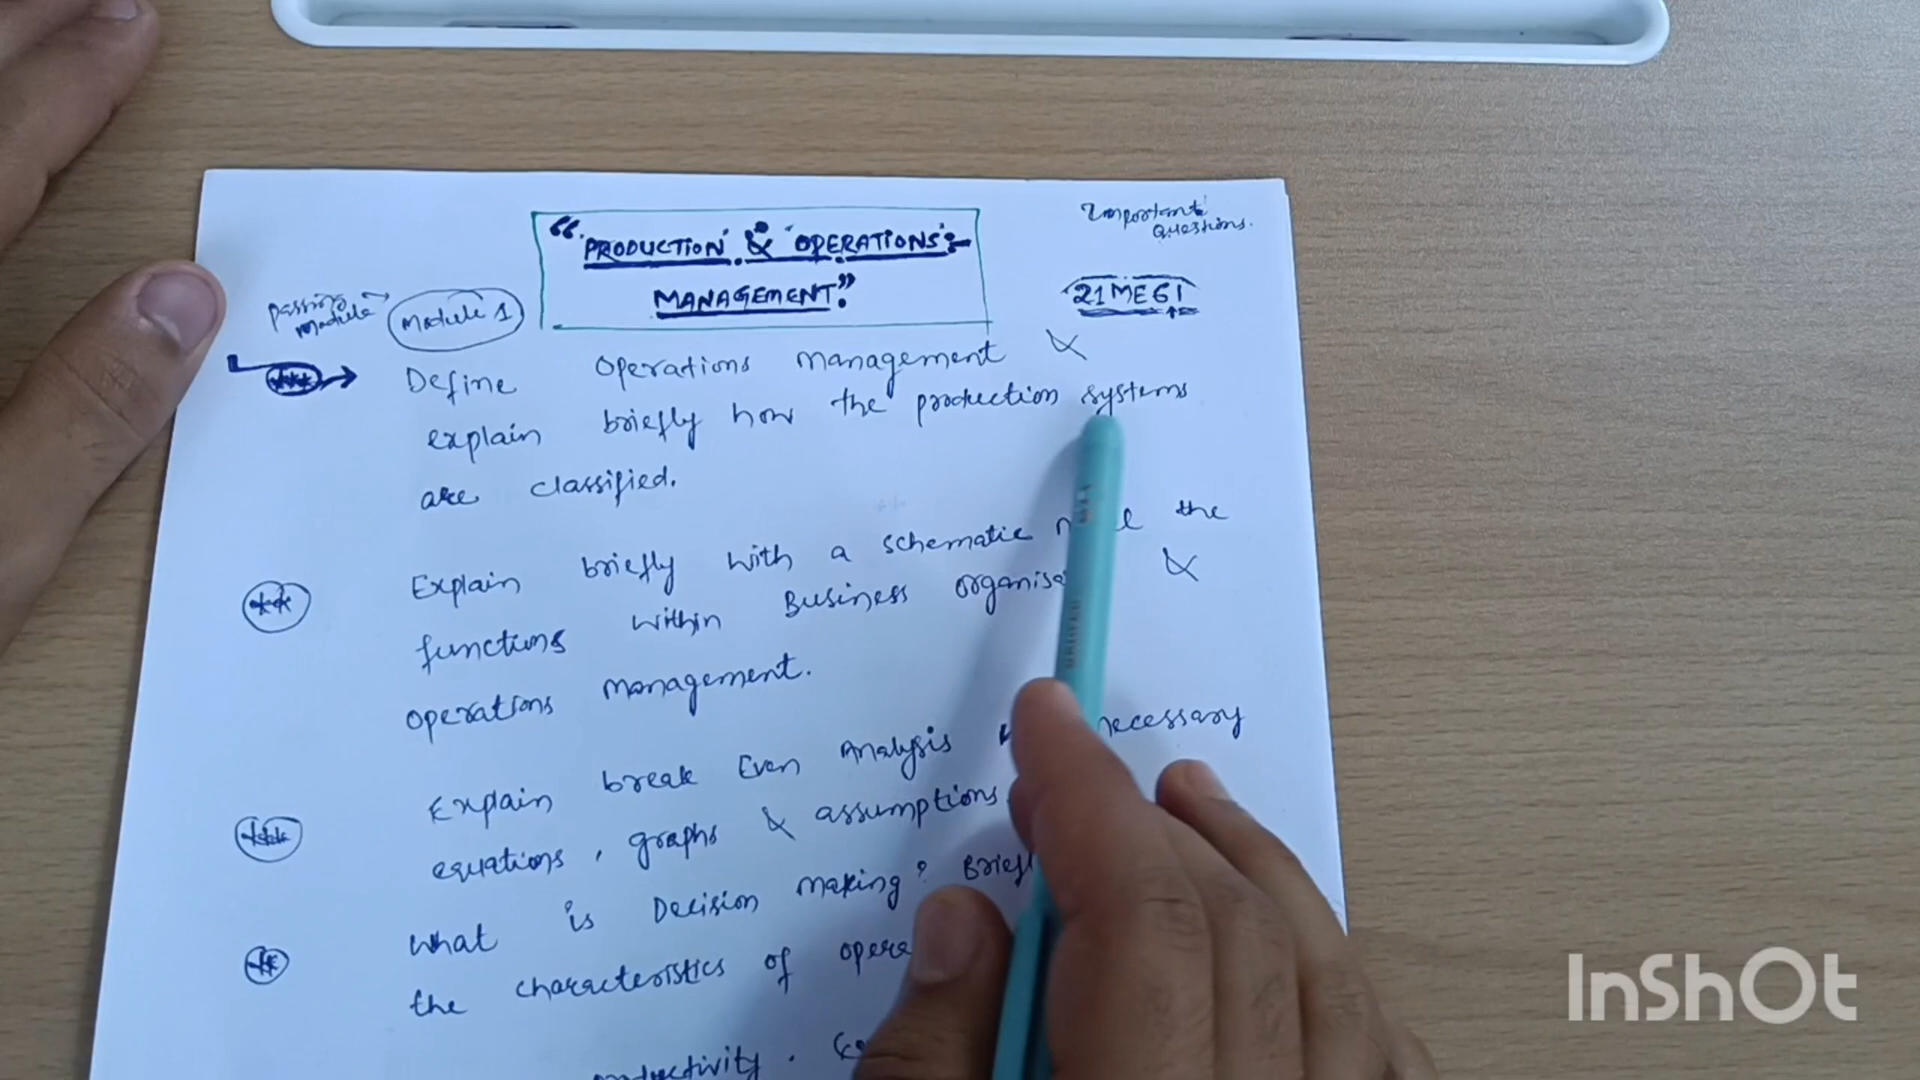 Important
Questions.
"PRODUCTION & OPERATIONS:-
MANAGEMENT."
21ME61
passing
module
Module 1
*** Define Operations management &
explain briefly how the production systems
are classified.
** Explain briefly with a schematic the
functions within Business &
operations management.
*** Explain break Even Analysis necessary
equations, graphs & assumptions.
** What is Decision Making?
the characteristics of
InShOt